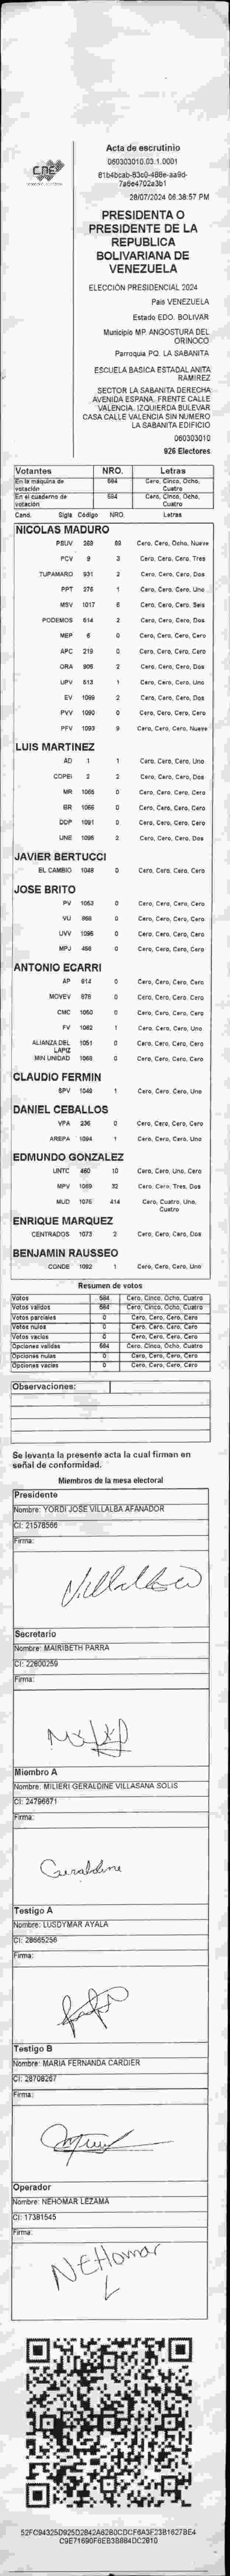 CNE
Acta de escrutinio
060303010.03.1.0001
81b4bcab-83c0-488e-aa9d-
7a6e4702a3b1
28/07/2024 06:38:57 PM
PRESIDENTA O
PRESIDENTE DE LA
REPUBLICA
BOLIVARIANA DE
VENEZUELA
ELECCIÓN PRESIDENCIAL 2024
País VENEZUELA
Estado EDO. BOLIVAR
Municipio MP. ANGOSTURA DEL
ORINOCO
Parroquia PQ. LA SABANITA
ESCUELA BASICA ESTADAL ANITA
RAMIREZ
SECTOR LA SABANITA DERECHA
AVENIDA ESPANA. FRENTE CALLE
VALENCIA. IZQUIERDA BULEVAR
CASA CALLE VALENCIA SIN NUMERO
LA SABANITA EDIFICIO
060303010
926 Electores
Votantes NRO. Letras
En la máquina de votación 584 Cero, Cinco, Ocho, Cuatro
En el cuaderno de votación 584 Cero, Cinco, Ocho, Cuatro
Cand. Sigla Código NRO. Letras
NICOLAS MADURO
PSUV 269 Cero, Cero, Ocho, Nueve
PCV 9 3 Cero, Cero, Cero, Tres
TUPAMARO 931 2 Cero, Cero, Cero, Dos
PPT 275 1 Cero, Cero, Cero, Uno
MSV 1017 6 Cero, Cero, Cero, Seis
PODEMOS 614 2 Cero, Cero, Cero, Dos
MEP 6 0 Cero, Cero, Cero, Cero
APC 219 0 Cero, Cero, Cero, Cero
ORA 906 2 Cero, Cero, Cero, Dos
UPV 513 1 Cero, Cero, Cero, Uno
EV 1089 2 Cero, Cero, Cero, Dos
PVV 1090 0 Cero, Cero, Cero, Cero
PFV 1093 9 Cero, Cero, Cero, Nueve
LUIS MARTINEZ
AD 1 1 Cero, Cero, Cero, Uno
COPEI 2 2 Cero, Cero, Cero, Dos
MR 1065 0 Cero, Cero, Cero, Cero
BR 1066 0 Cero, Cero, Cero, Cero
DDP 1091 0 Cero, Cero, Cero, Cero
UNE 1095 2 Cero, Cero, Cero, Dos
JAVIER BERTUCCI
EL CAMBIO 1048 0 Cero, Cero, Cero, Cero
JOSE BRITO
PV 1053 0 Cero, Cero, Cero, Cero
VU 868 0 Cero, Cero, Cero, Cero
UVV 1096 0 Cero, Cero, Cero, Cero
MPJ 458 0 Cero, Cero, Cero, Cero
ANTONIO ECARRI
AP 914 0 Cero, Cero, Cero, Cero
MOVEV 878 0 Cero, Cero, Cero, Cero
CMC 1050 0 Cero, Cero, Cero, Cero
FV 1062 1 Cero, Cero, Cero, Uno
ALIANZA DEL LAPIZ 1051 0 Cero, Cero, Cero, Cero
MIN UNIDAD 1068 0 Cero, Cero, Cero, Cero
CLAUDIO FERMIN
SPV 1049 1 Cero, Cero, Cero, Uno
DANIEL CEBALLOS
VPA 236 0 Cero, Cero, Cero, Cero
AREPA 1094 1 Cero, Cero, Cero, Uno
EDMUNDO GONZALEZ
UNTC 460 10 Cero, Cero, Uno, Cero
MPV 1069 32 Cero, Cero, Tres, Dos
MUD 1075 414 Cero, Cuatro, Uno, Cuatro
ENRIQUE MARQUEZ
CENTRADOS 1073 2 Cero, Cero, Cero, Dos
BENJAMIN RAUSSEO
CONDE 1092 1 Cero, Cero, Cero, Uno
Resumen de votos
Votos 584 Cero, Cinco, Ocho, Cuatro
Votos validos 584 Cero, Cinco, Ocho, Cuatro
Votos parciales 0 Cero, Cero, Cero, Cero
Votos nulos 0 Cero, Cero, Cero, Cero
Votos vacios 0 Cero, Cero, Cero, Cero
Opciones validas 584 Cero, Cinco, Ocho, Cuatro
Opciones nulas 0 Cero, Cero, Cero, Cero
Opciones vacias 0 Cero, Cero, Cero, Cero
Observaciones:
Se levanta la presente acta la cual firman en
señal de conformidad.
Miembros de la mesa electoral
Presidente
Nombre: YORDI JOSE VILLALBA AFANADOR
CI: 21578566
Firma:
Villalba
Secretario
Nombre: MAIRIBETH PARRA
CI: 22800259
Firma:
Miembro A
Nombre: MILIERI GERALDINE VILLASANA SOLIS
CI: 24796671
Firma:
Geraldine
Testigo A
Nombre: LUSDYMAR AYALA
CI: 28665256
Firma:
Testigo B
Nombre: MARIA FERNANDA CARDIER
CI: 28708267
Firma:
Operador
Nombre: NEHOMAR LEZAMA
CI: 17381545
Firma:
NEHomar
L
52FC94325D925D2842A6280CDCF6A3F2381627BE4
C9E71690F6EB38884DC2910